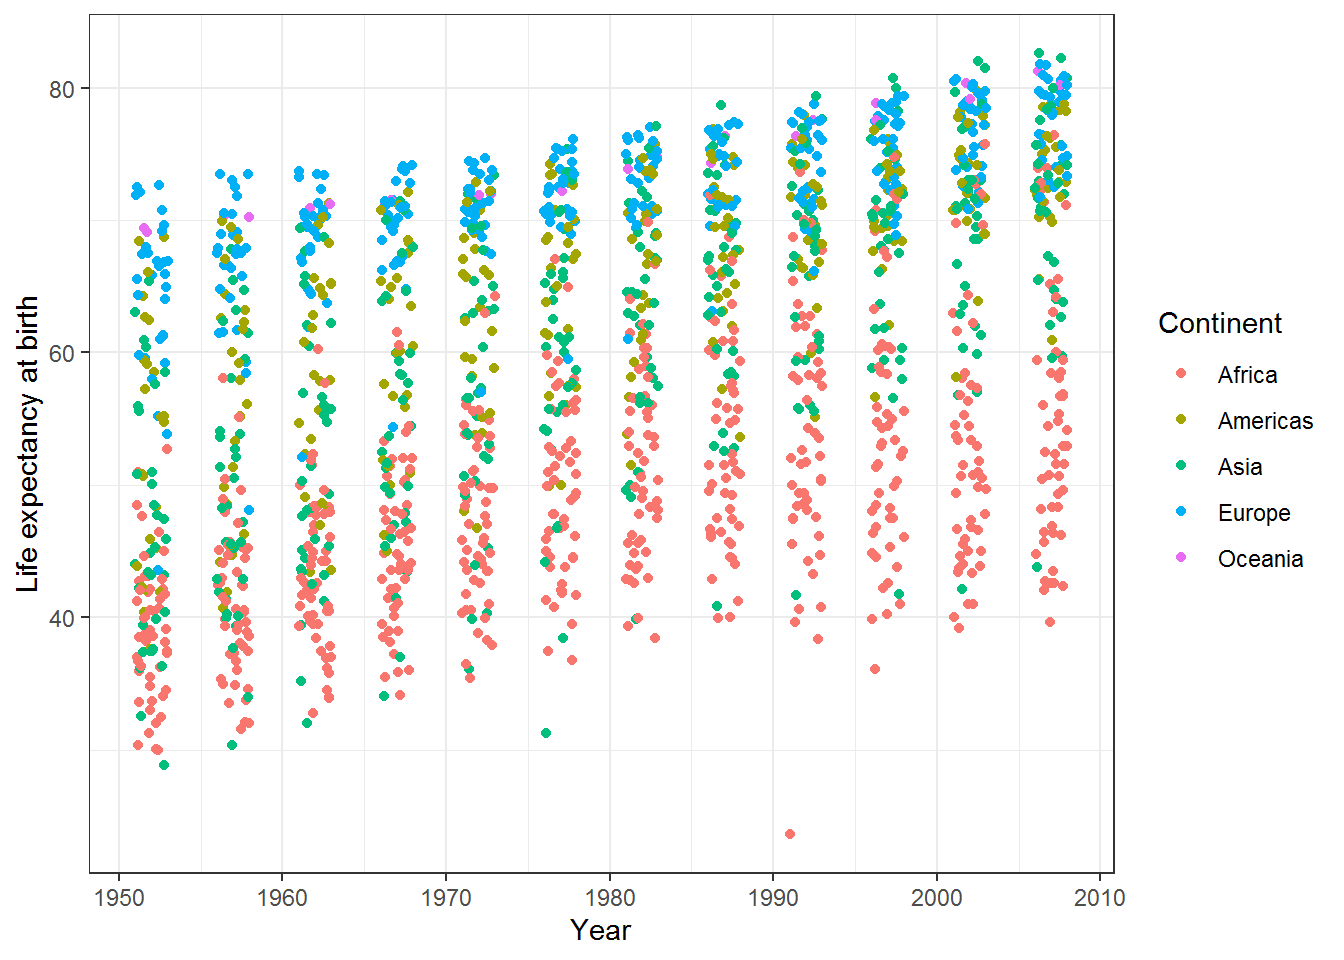 80
60
40
Life expectancy at birth
1950 1960 1970 1980 1990 2000 2010
Year
Continent
Africa
Americas
Asia
Europe
Oceania